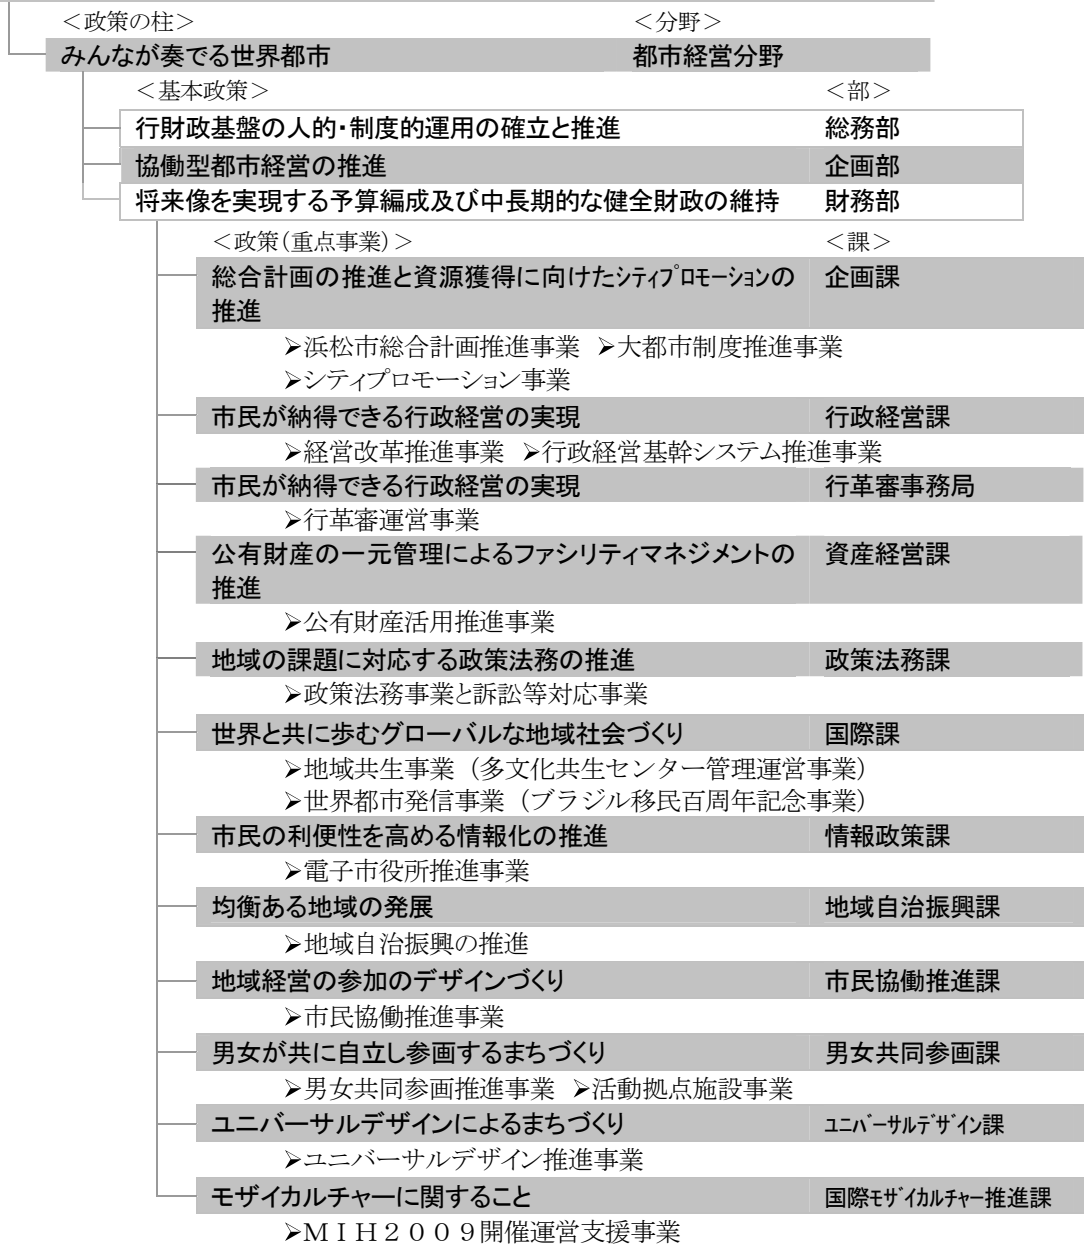 ＜政策の柱＞ ＜分野＞
みんなが奏でる世界都市 都市経営分野
＜基本政策＞ ＜部＞
行財政基盤の人的・制度的運用の確立と推進 総務部
協働型都市経営の推進 企画部
将来像を実現する予算編成及び中長期的な健全財政の維持 財務部
＜政策（重点事業）＞ ＜課＞
総合計画の推進と資源獲得に向けたｼﾃｨﾌﾟﾛﾓｰｼｮﾝの 企画課
推進
➢浜松市総合計画推進事業 ➢大都市制度推進事業
➢シティプロモーション事業
市民が納得できる行政経営の実現 行政経営課
➢経営改革推進事業 ➢行政経営基幹システム推進事業
市民が納得できる行政経営の実現 行革審事務局
➢行革審運営事業
公有財産の一元管理によるファシリティマネジメントの 資産経営課
推進
➢公有財産活用推進事業
地域の課題に対応する政策法務の推進 政策法務課
➢政策法務事業と訴訟等対応事業
世界と共に歩むグローバルな地域社会づくり 国際課
➢地域共生事業（多文化共生センター管理運営事業）
➢世界都市発信事業（ブラジル移民百周年記念事業）
市民の利便性を高める情報化の推進 情報政策課
➢電子市役所推進事業
均衡ある地域の発展 地域自治振興課
➢地域自治振興の推進
地域経営の参加のデザインづくり 市民協働推進課
➢市民協働推進事業
男女が共に自立し参画するまちづくり 男女共同参画課
➢男女共同参画推進事業 ➢活動拠点施設事業
ユニバーサルデザインによるまちづくり ﾕﾆﾊﾞｰｻﾙﾃﾞｻﾞｲﾝ課
➢ユニバーサルデザイン推進事業
モザイカルチャーに関すること 国際ﾓｻﾞｲｶﾙﾁｬｰ推進課
➢ＭＩＨ２００９開催運営支援事業